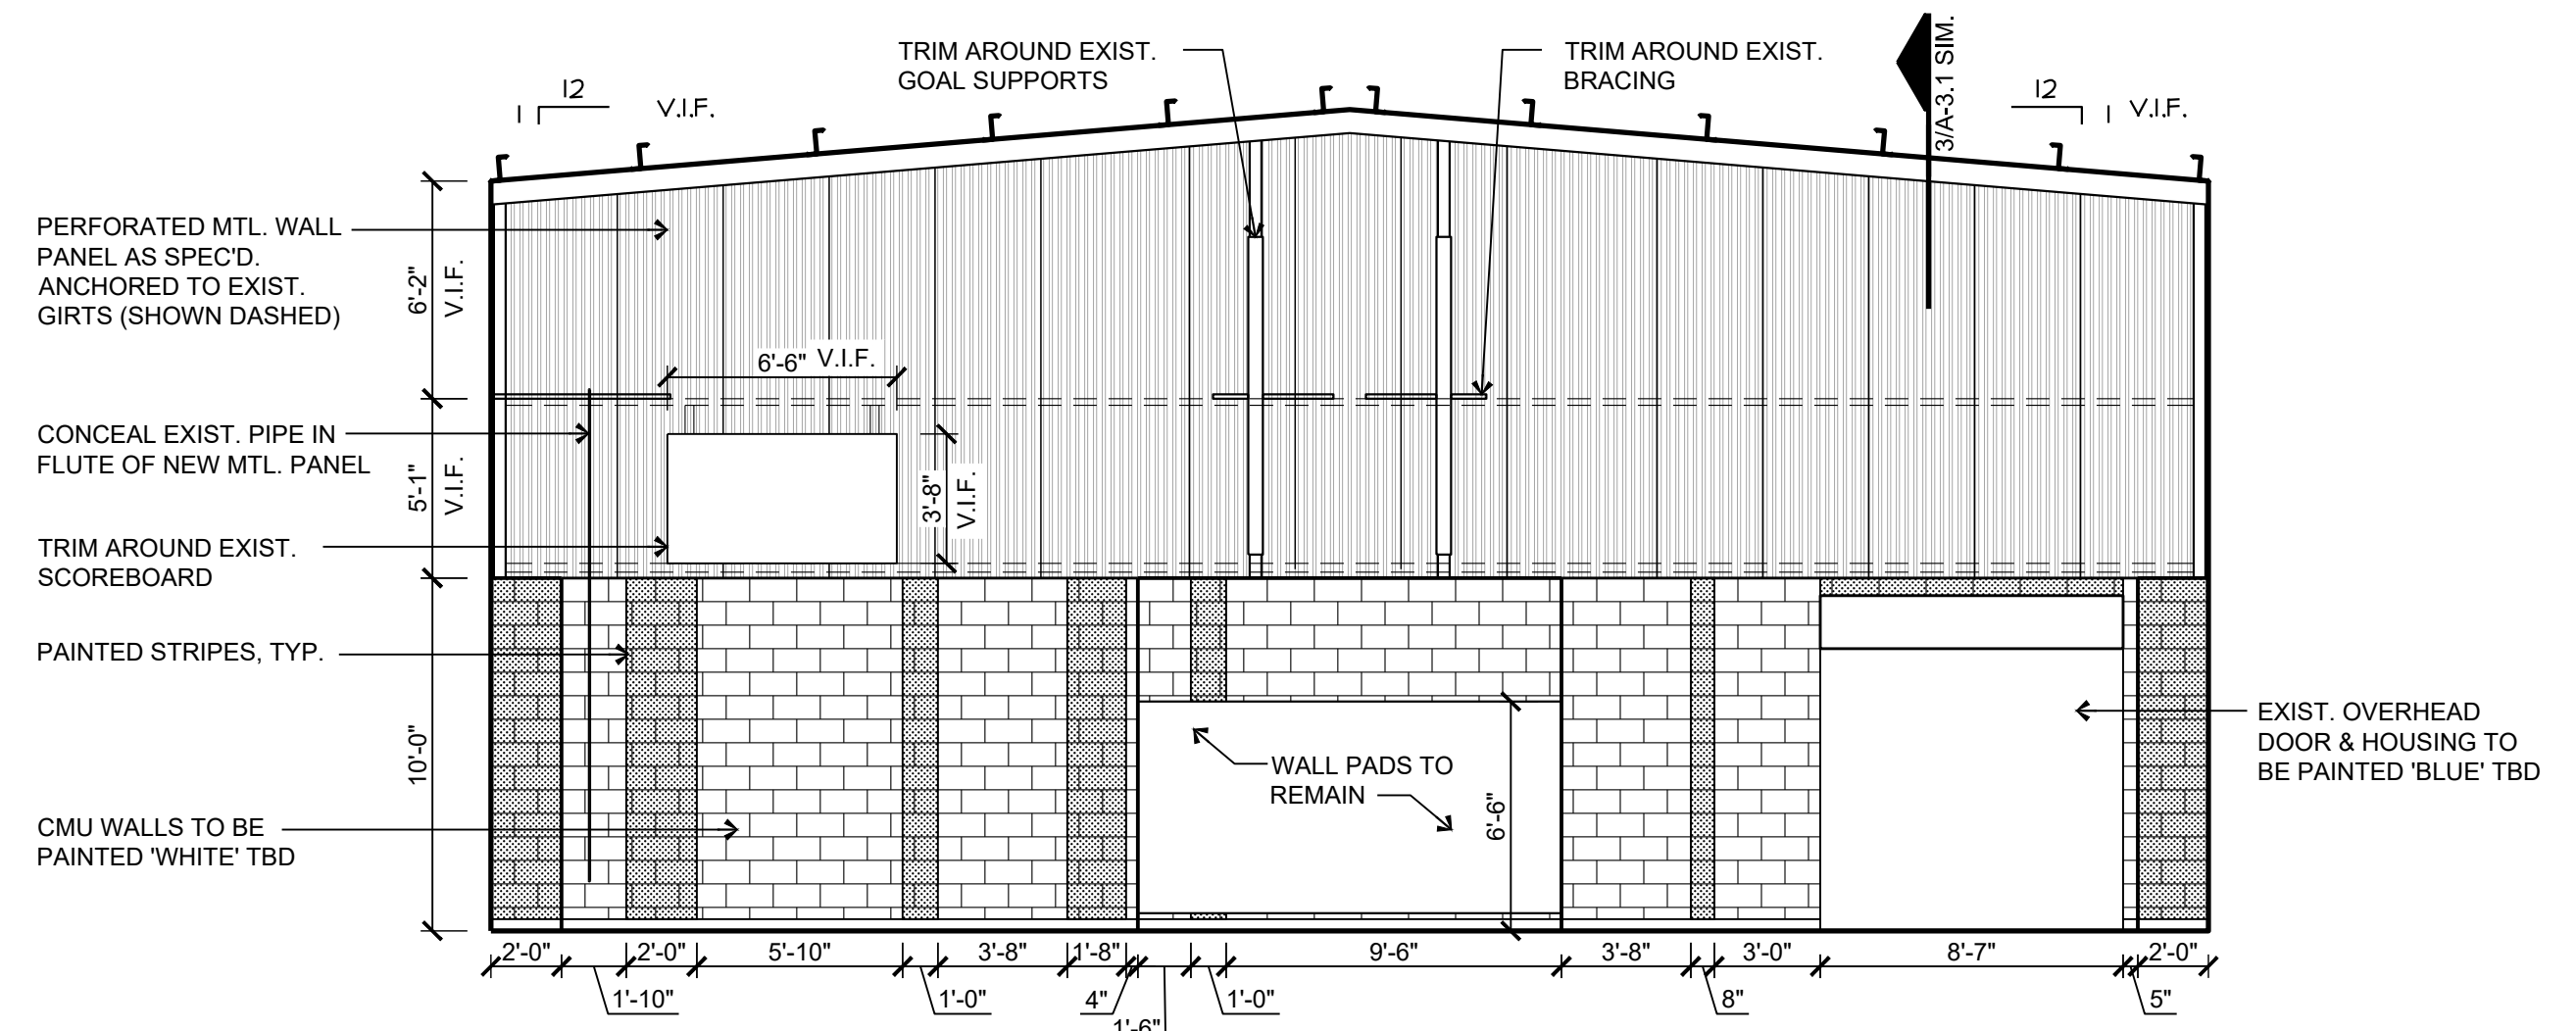 TRIM AROUND EXIST.
GOAL SUPPORTS
TRIM AROUND EXIST.
BRACING
3/A-3.1 SIM.
12
1
V.I.F.
12
1
V.I.F.
PERFORATED MTL. WALL
PANEL AS SPEC'D.
ANCHORED TO EXIST.
GIRTS (SHOWN DASHED)
6'-2"
V.I.F.
6'-6" V.I.F.
CONCEAL EXIST. PIPE IN
FLUTE OF NEW MTL. PANEL
5'-1"
V.I.F.
3'-8"
V.I.F.
TRIM AROUND EXIST.
SCOREBOARD
PAINTED STRIPES, TYP.
10'-0"
CMU WALLS TO BE
PAINTED 'WHITE' TBD
WALL PADS TO
REMAIN
6'-6"
EXIST. OVERHEAD
DOOR & HOUSING TO
BE PAINTED 'BLUE' TBD
2'-0"
2'-0"
5'-10"
3'-8"
1'-8"
9'-6"
3'-8"
3'-0"
8'-7"
2'-0"
1'-10"
1'-0"
4"
1'-0"
8"
5"
1'-6"